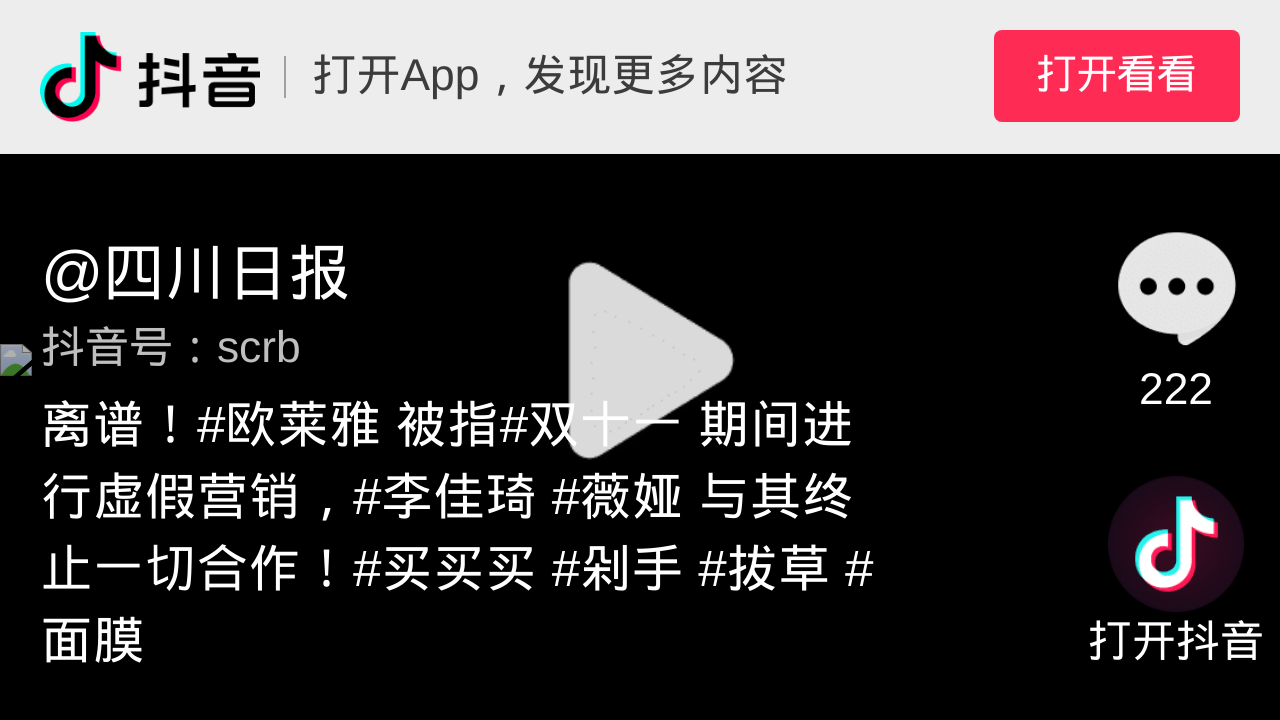 抖音 打开App，发现更多内容 打开看看
@四川日报
抖音号：scrb
离谱！#欧莱雅 被指#双十一 期间进
行虚假营销，#李佳琦 #薇娅 与其终
止一切合作！#买买买 #剁手 #拔草 #
面膜
222
打开抖音